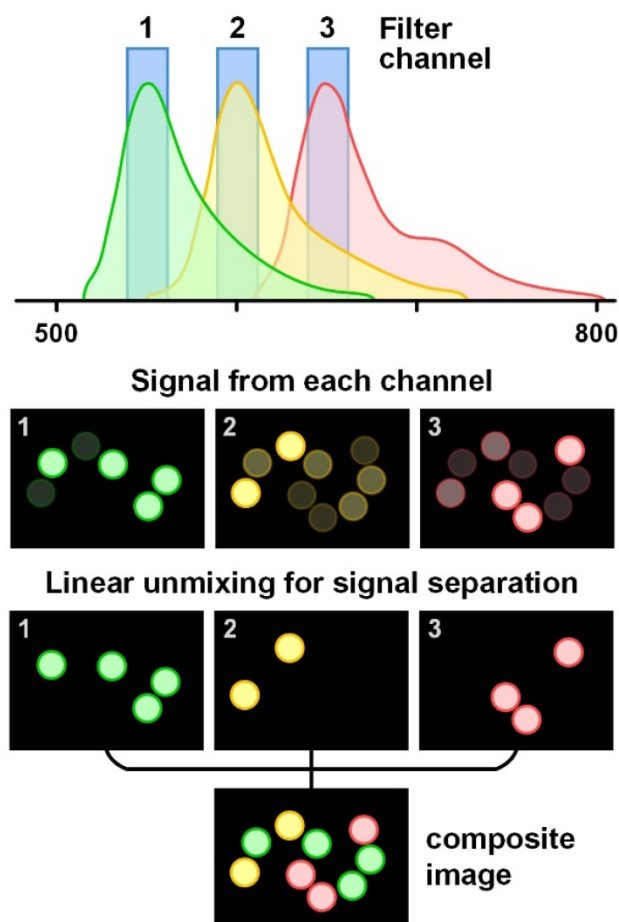 1 2 3 Filter
channel
500 800
Signal from each channel
1 2 3
Linear unmixing for signal separation
1 2 3
composite
image